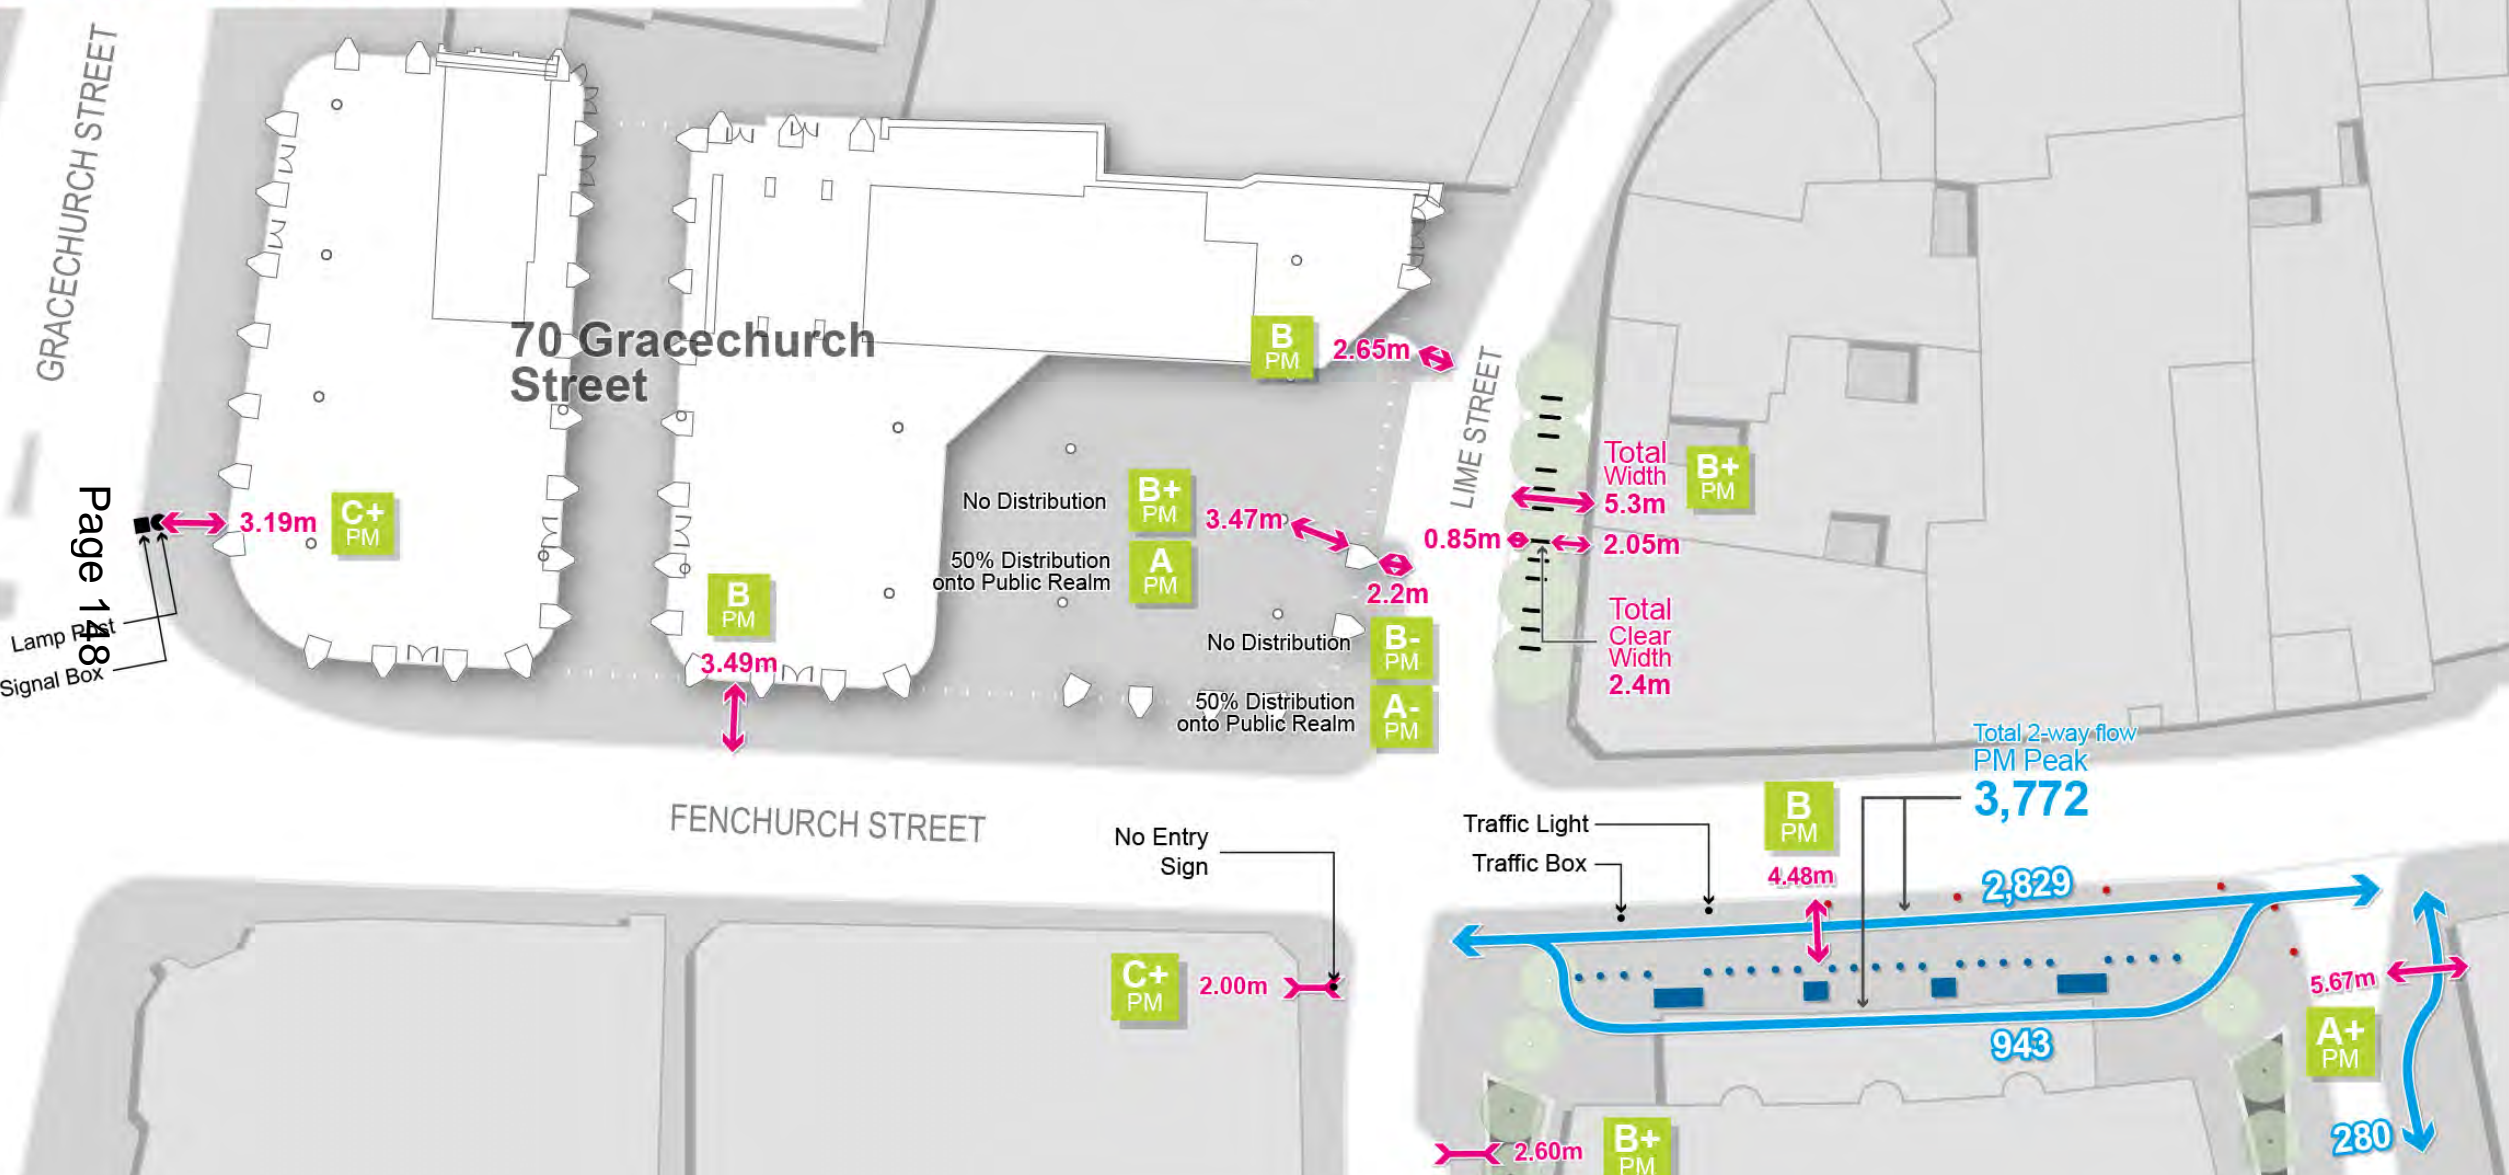 GRACECHURCH STREET
70 Gracechurch
Street
B
PM
2.65m
LIME STREET
Total
Width
5.3m
B+
PM
No Distribution
B+
PM
3.47m
50% Distribution
onto Public Realm
A
PM
2.2m
0.85m
2.05m
Total
Clear
Width
2.4m
3.19m
C+
PM
Page 148
Lamp Post
Signal Box
B
PM
3.49m
No Distribution
B-
PM
50% Distribution
onto Public Realm
A-
PM
FENCHURCH STREET
Total 2-way flow
PM Peak
3,772
No Entry
Sign
Traffic Light
Traffic Box
B
PM
4.48m
2,829
C+
PM
2.00m
5.67m
A+
PM
943
280
2.60m
B+
PM